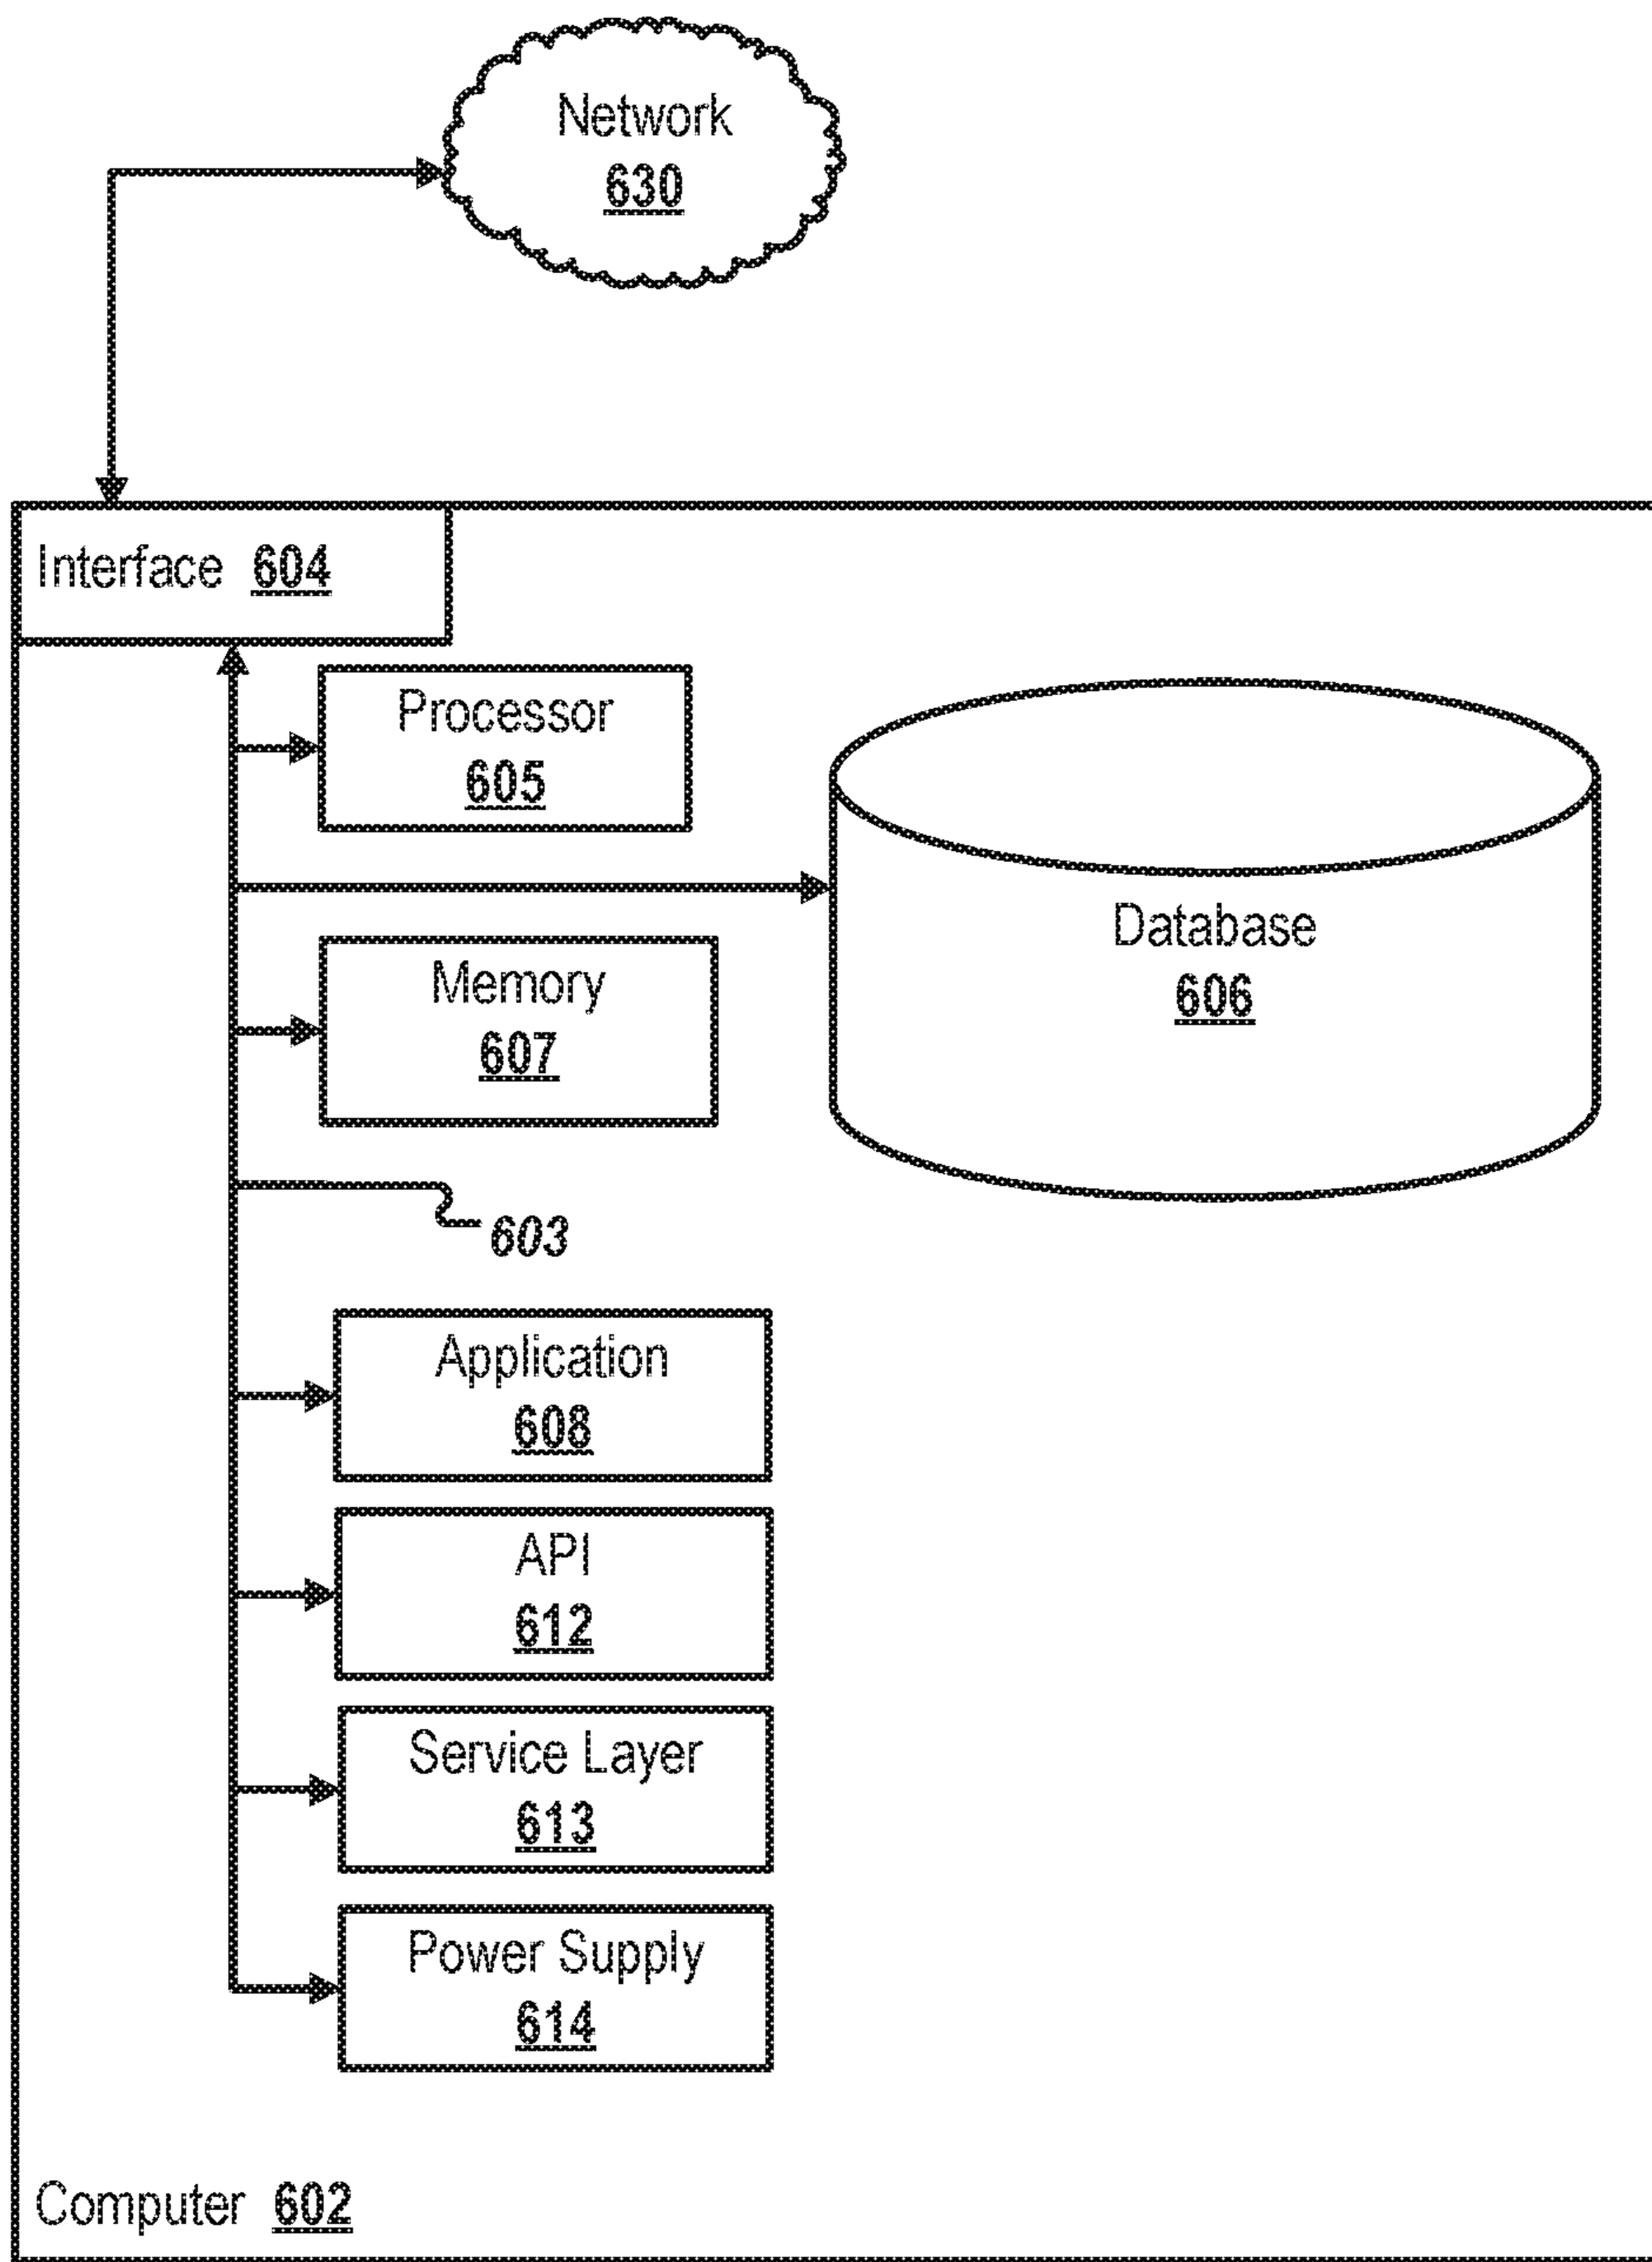 Network
630
Interface 604
Processor
605
Database
606
Memory
607
603
Application
608
API
612
Service Layer
613
Power Supply
614
Computer 602